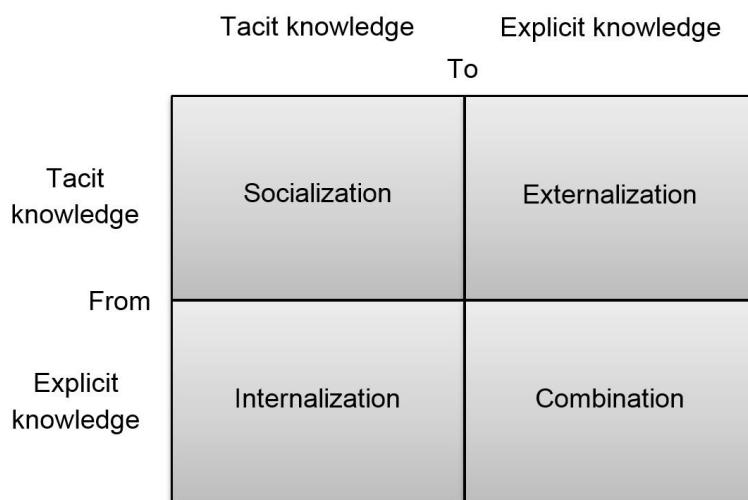 Tacit knowledge Explicit knowledge
To
Tacit
knowledge
Socialization Externalization
From
Explicit
knowledge
Internalization Combination